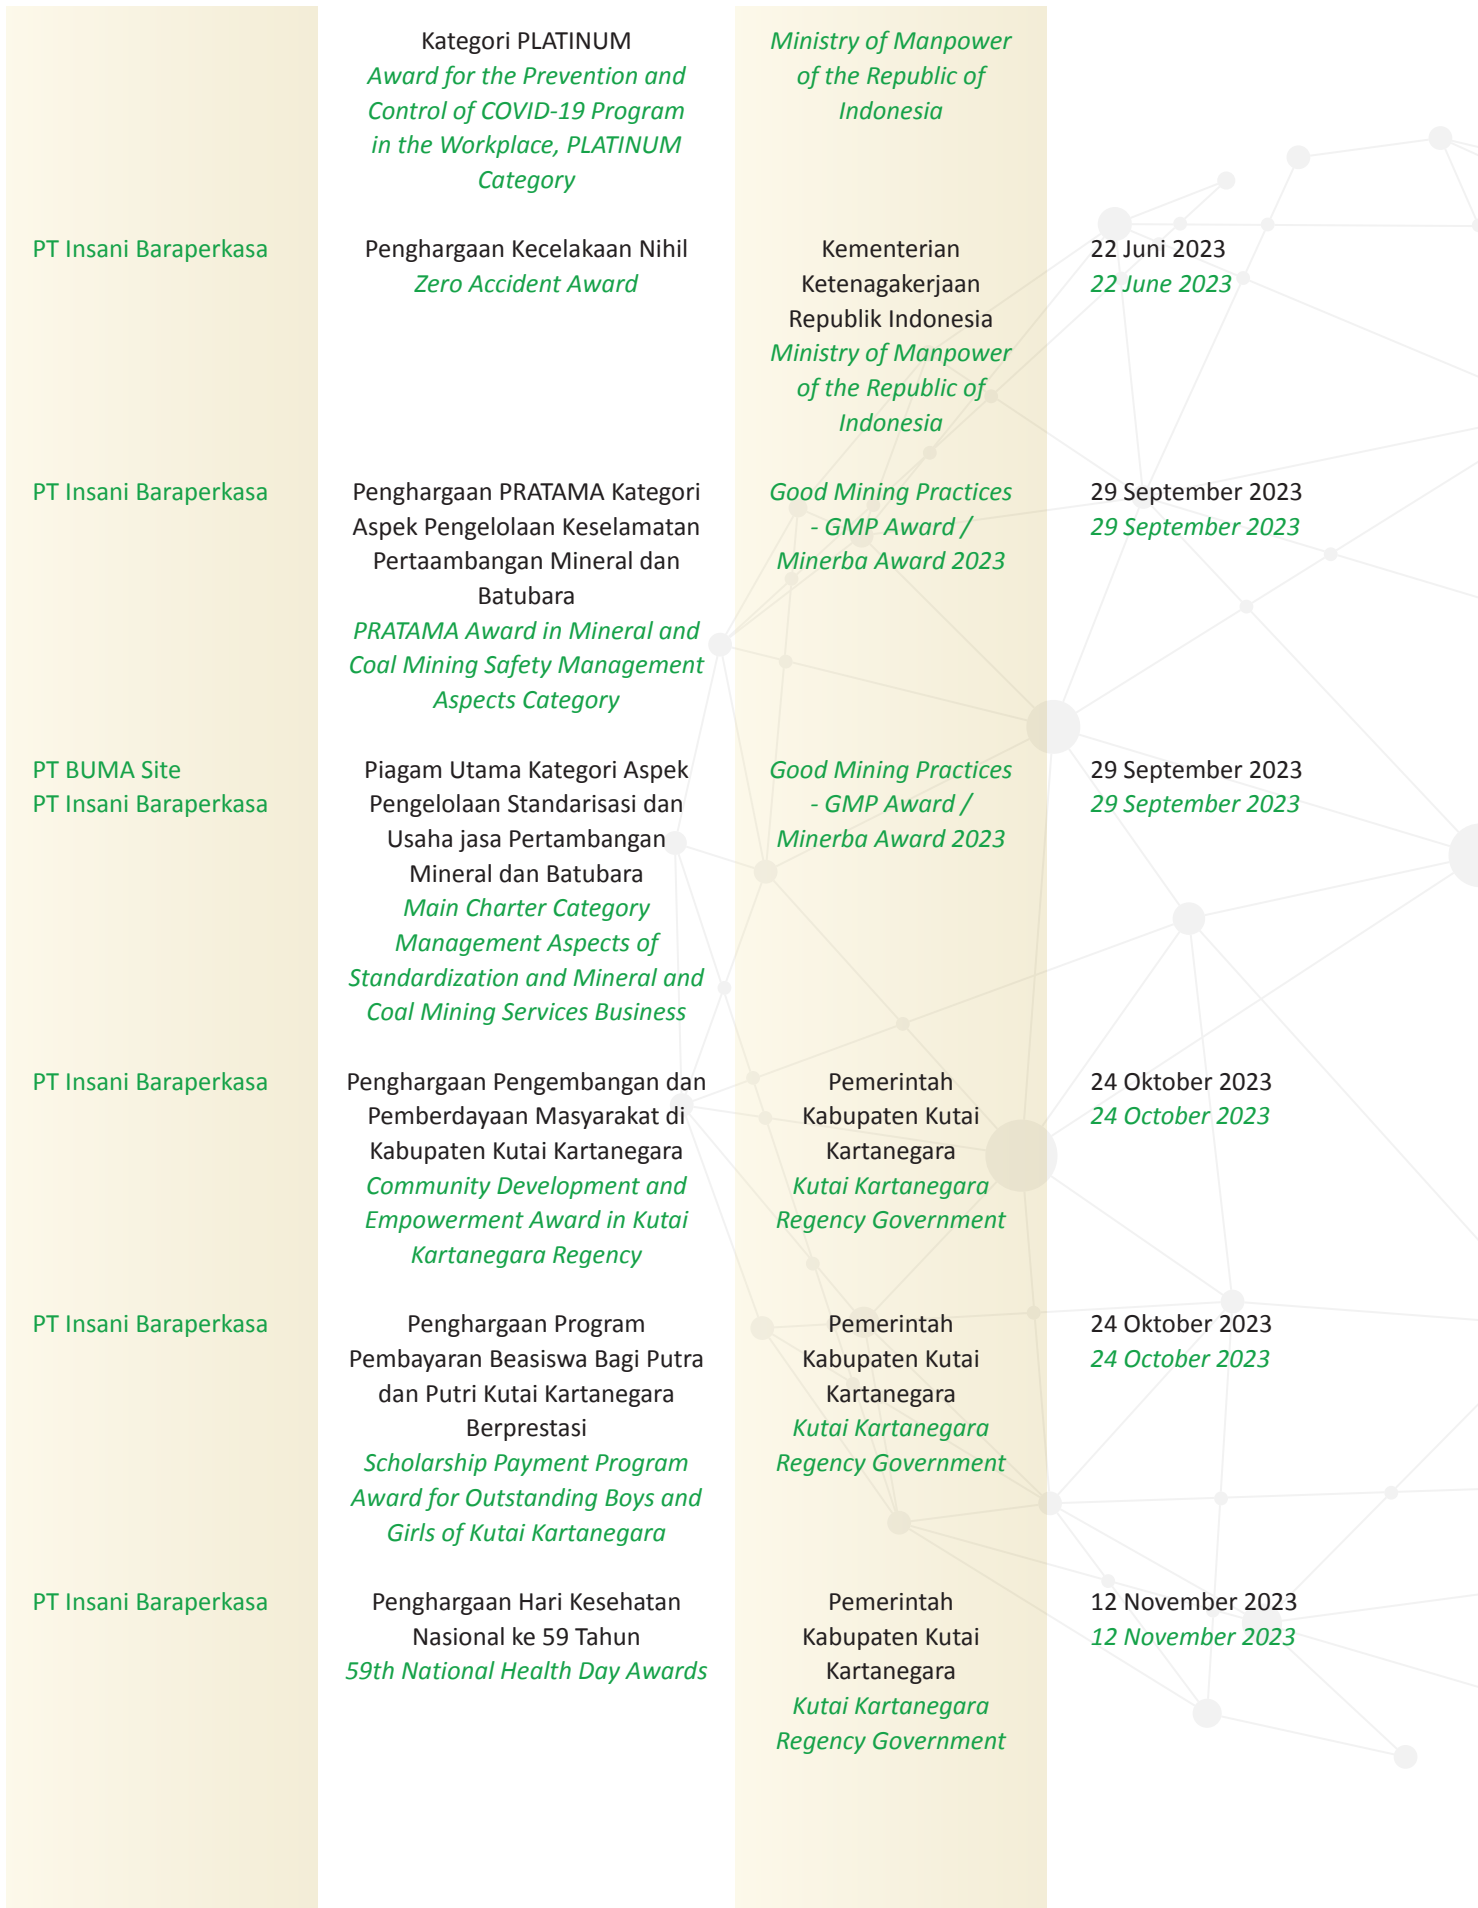 Kategori PLATINUM
Award for the Prevention and
Control of COVID-19 Program
in the Workplace, PLATINUM
Category
Ministry of Manpower
of the Republic of
Indonesia
PT Insani Baraperkasa
Penghargaan Kecelakaan Nihil
Zero Accident Award
Kementerian
Ketenagakerjaan
Republik Indonesia
Ministry of Manpower
of the Republic of
Indonesia
22 Juni 2023
22 June 2023
PT Insani Baraperkasa
Penghargaan PRATAMA Kategori
Aspek Pengelolaan Keselamatan
Pertaambangan Mineral dan
Batubara
PRATAMA Award in Mineral and
Coal Mining Safety Management
Aspects Category
Good Mining Practices
- GMP Award /
Minerba Award 2023
29 September 2023
29 September 2023
PT BUMA Site
PT Insani Baraperkasa
Piagam Utama Kategori Aspek
Pengelolaan Standarisasi dan
Usaha jasa Pertambangan
Mineral dan Batubara
Main Charter Category
Management Aspects of
Standardization and Mineral and
Coal Mining Services Business
Good Mining Practices
- GMP Award /
Minerba Award 2023
29 September 2023
29 September 2023
PT Insani Baraperkasa
Penghargaan Pengembangan dan
Pemberdayaan Masyarakat di
Kabupaten Kutai Kartanegara
Community Development and
Empowerment Award in Kutai
Kartanegara Regency
Pemerintah
Kabupaten Kutai
Kartanegara
Kutai Kartanegara
Regency Government
24 Oktober 2023
24 October 2023
PT Insani Baraperkasa
Penghargaan Program
Pembayaran Beasiswa Bagi Putra
dan Putri Kutai Kartanegara
Berprestasi
Scholarship Payment Program
Award for Outstanding Boys and
Girls of Kutai Kartanegara
Pemerintah
Kabupaten Kutai
Kartanegara
Kutai Kartanegara
Regency Government
24 Oktober 2023
24 October 2023
PT Insani Baraperkasa
Penghargaan Hari Kesehatan
Nasional ke 59 Tahun
59th National Health Day Awards
Pemerintah
Kabupaten Kutai
Kartanegara
Kutai Kartanegara
Regency Government
12 November 2023
12 November 2023